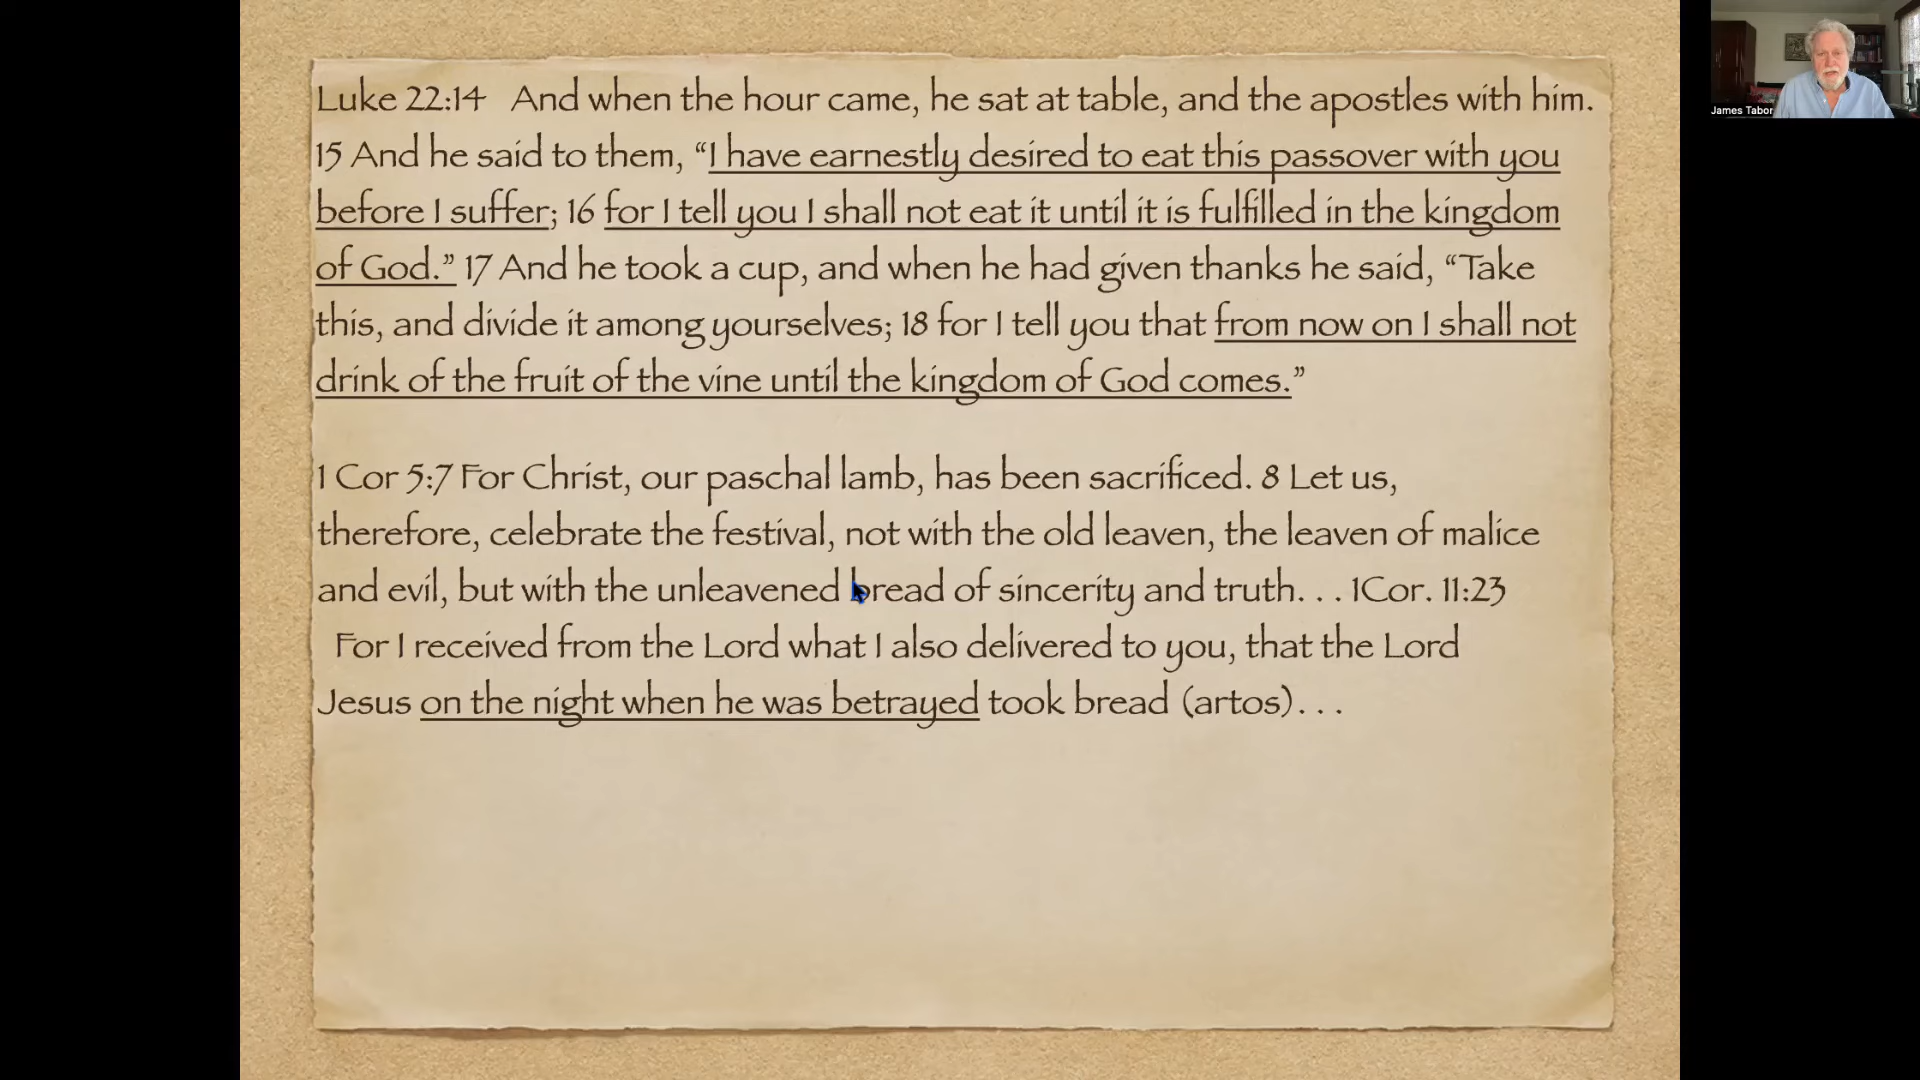 Luke 22:14 And when the hour came, he sat at table, and the apostles with him.
15 And he said to them, “I have earnestly desired to eat this passover with you
before I suffer; 16 for I tell you I shall not eat it until it is fulfilled in the kingdom
of God.” 17 And he took a cup, and when he had given thanks he said, “Take
this, and divide it among yourselves; 18 for I tell you that from now on I shall not
drink of the fruit of the vine until the kingdom of God comes.”
1 Cor 5:7 For Christ, our paschal lamb, has been sacrificed. 8 Let us,
therefore, celebrate the festival, not with the old leaven, the leaven of malice
and evil, but with the unleavened bread of sincerity and truth. . . 1Cor. 11:23
For I received from the Lord what I also delivered to you, that the Lord
Jesus on the night when he was betrayed took bread (artos). . .
James Tabor